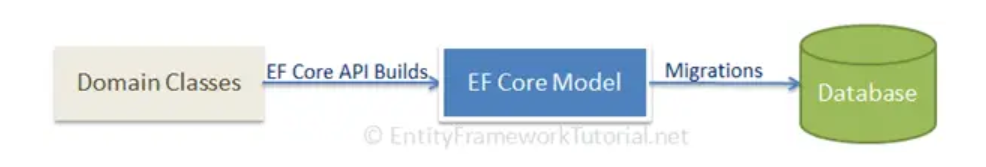 Domain Classes
EF Core API Builds
EF Core Model
Migrations
Database
© EntityFrameworkTutorial.net